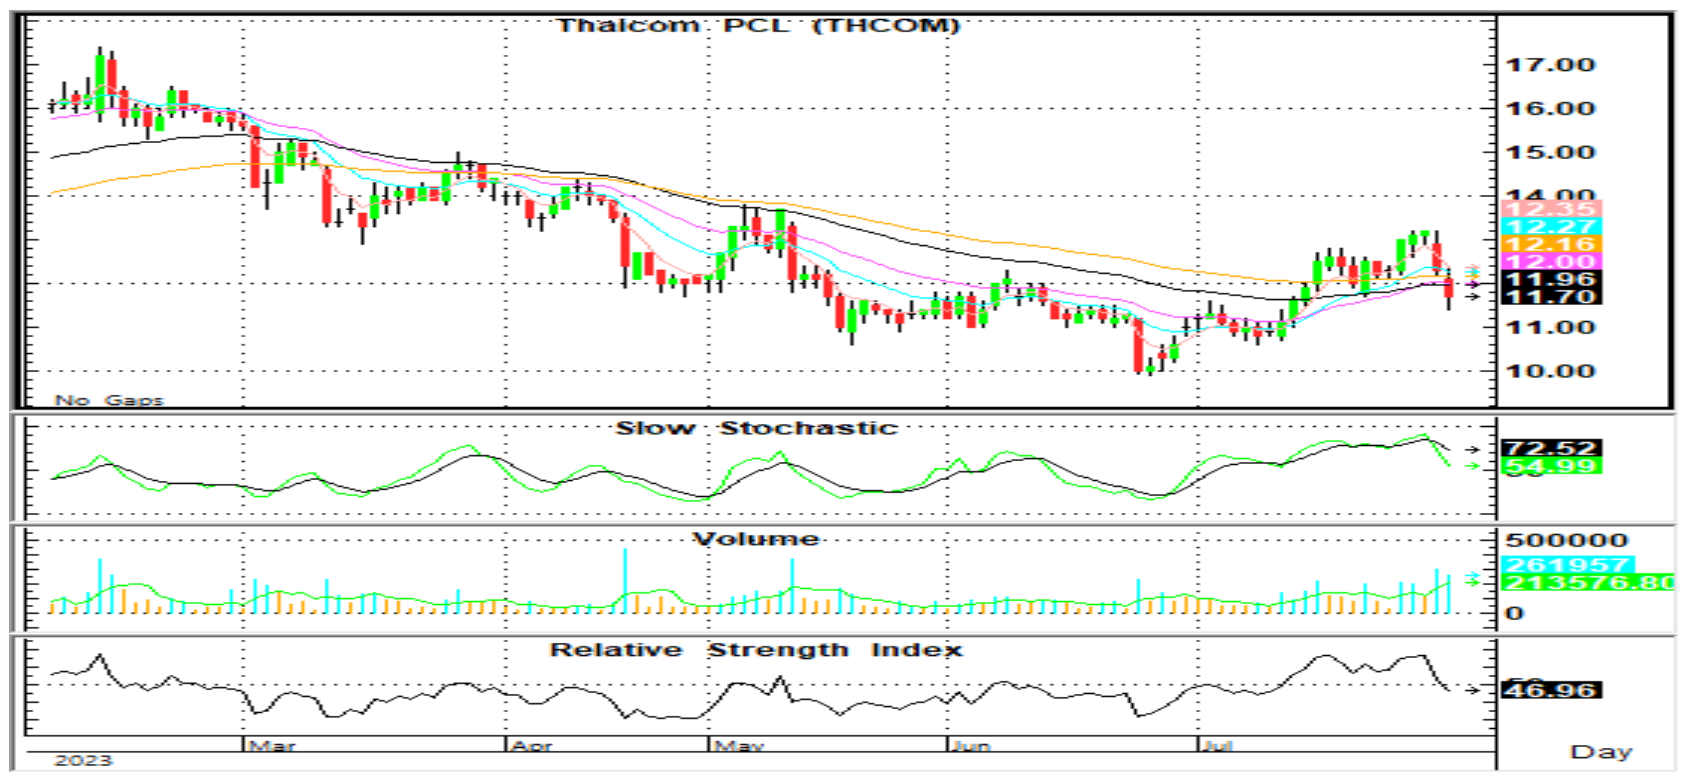 Thaicom PCL (THCOM)
17.00
16.00
15.00
14.00
12.35
12.27
12.16
12.00
11.96
11.70
11.00
10.00
No Gaps
Slow Stochastic
72.52
54.99
Volume
500000
261957
213576.80
0
Relative Strength Index
46.96
Mar Apr May Jun Jul
2023
Day